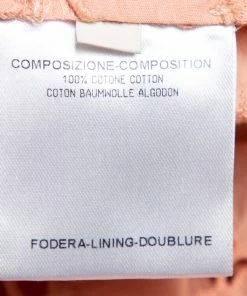 COMPOSIZIONE-COMPOSITION
100% COTONE COTTON
COTON BAUMWOLLE ALGODON
FODERA-LINING-DOUBLURE